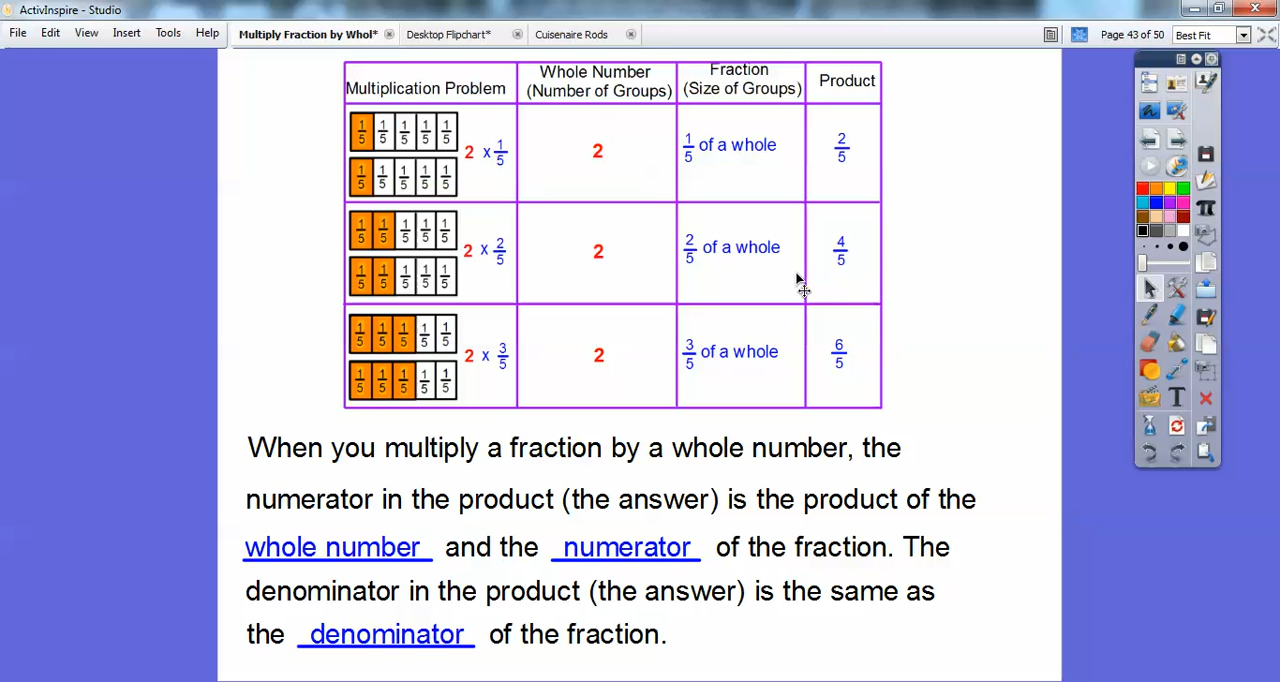 ActivInspire - Studio
File Edit View Insert Tools Help
Multiply Fraction by Whol* Desktop Flipchart* Cuisenaire Rods
Page 43 of 50 Best Fit
Multiplication Problem
Whole Number
(Number of Groups)
Fraction
(Size of Groups)
Product
1/5 1/5 1/5 1/5 1/5
1/5 1/5 1/5 1/5 1/5
2 x 1/5
2
1/5 of a whole
2/5
1/5 1/5 1/5 1/5 1/5
1/5 1/5 1/5 1/5 1/5
2 x 2/5
2
2/5 of a whole
4/5
1/5 1/5 1/5 1/5 1/5
1/5 1/5 1/5 1/5 1/5
2 x 3/5
2
3/5 of a whole
6/5
When you multiply a fraction by a whole number, the
numerator in the product (the answer) is the product of the
whole number and the numerator of the fraction. The
denominator in the product (the answer) is the same as
the denominator of the fraction.